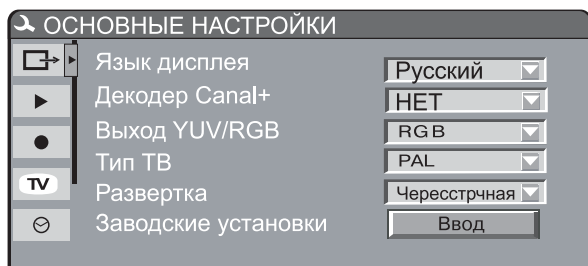 ОСНОВНЫЕ НАСТРОЙКИ
Язык дисплея Русский
Декодер Canal+ НЕТ
Выход YUV/RGB RGB
Тип ТВ PAL
TV
Развертка Чересстрчная
Заводские установки Ввод